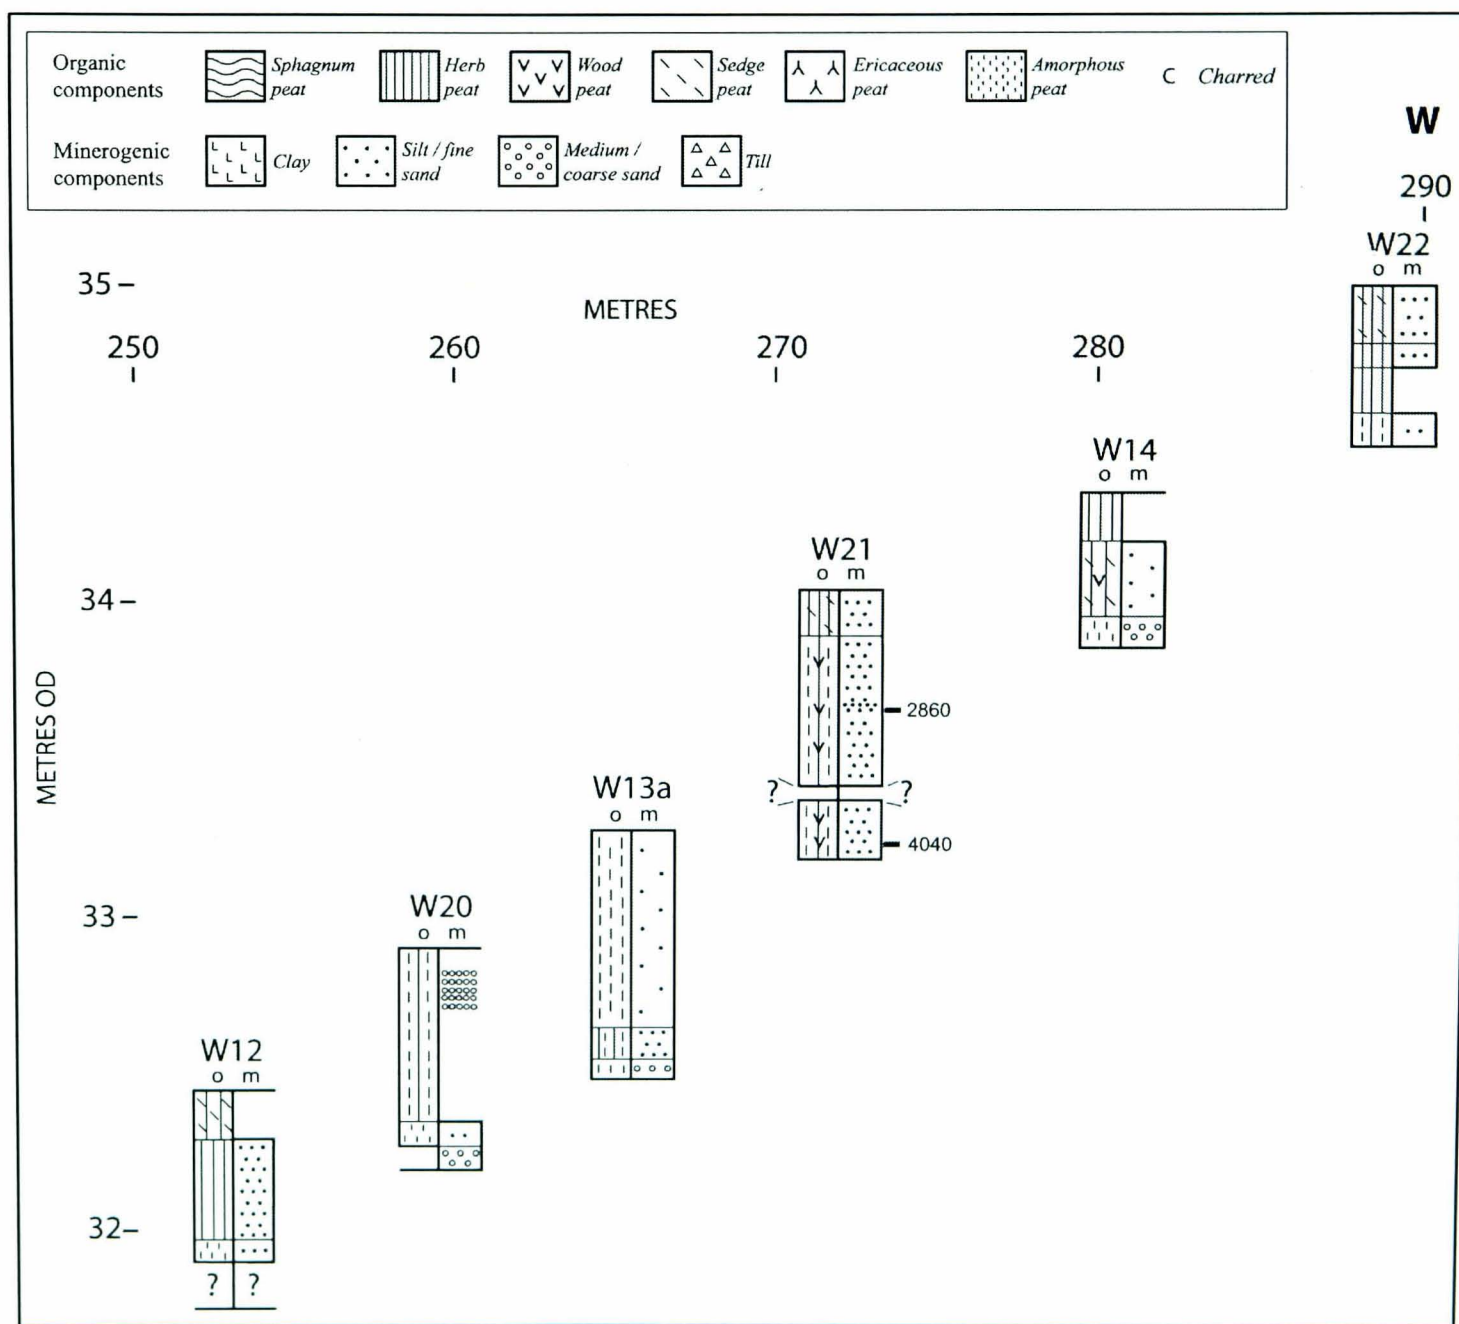 Organic components
Sphagnum peat
Herb peat
Wood peat
Sedge peat
Ericaceous peat
Amorphous peat
C Charred
Minerogenic components
Clay
Silt / fine sand
Medium / coarse sand
Till
W
290
W22
o m
35
METRES
250 260 270 280
W14
o m
W21
o m
34
METRES OD
2860
W13a
o m
? ?
4040
33
W20
o m
W12
o m
32
? ?